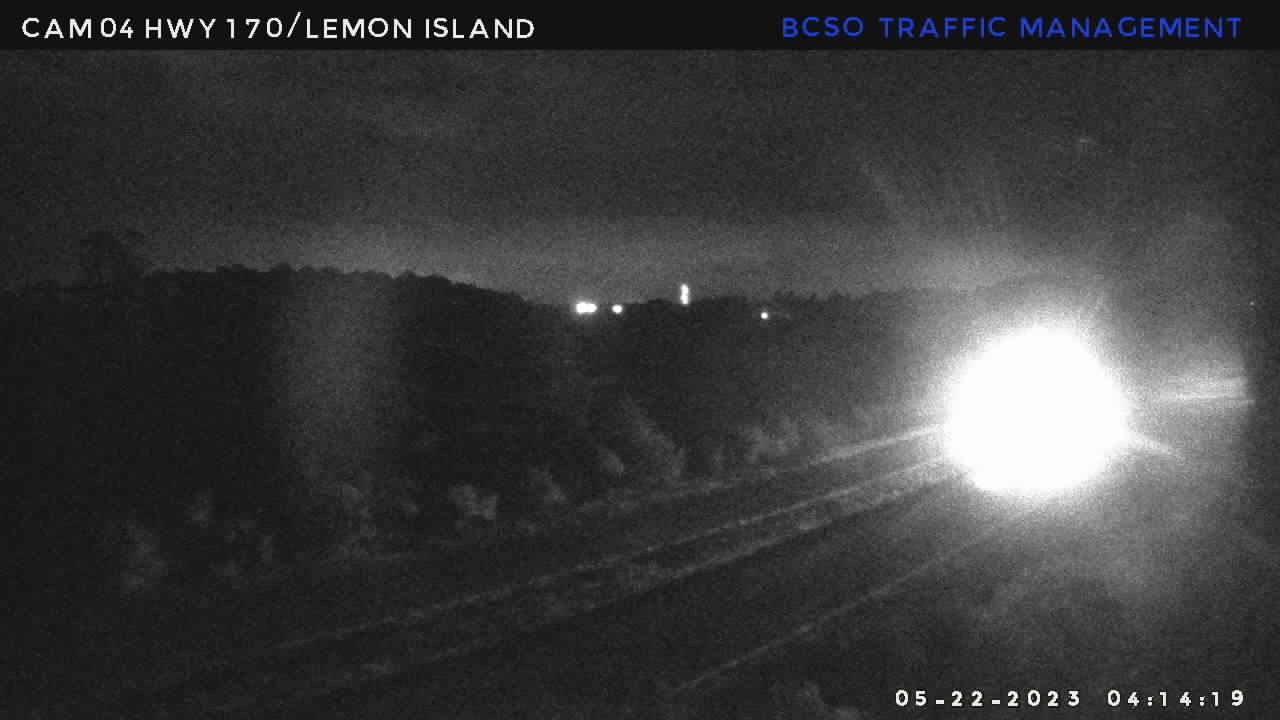 CAM 04 HWY 170/LEMON ISLAND
BCSO TRAFFIC MANAGEMENT
05-22-2023 04:14:19